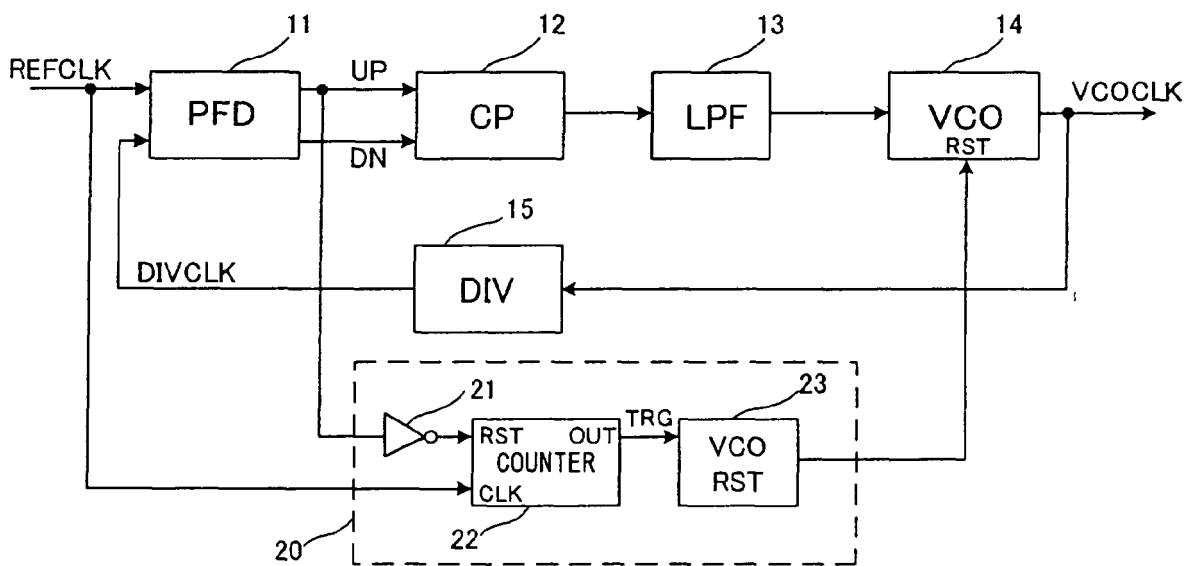 11
12
13
14
REFCLK
UP
VCOCLK
PFD
CP
LPF
VCO
RST
DN
15
DIVCLK
DIV
21
TRG
23
RST
OUT
COUNTER
CLK
VCO
RST
20
22